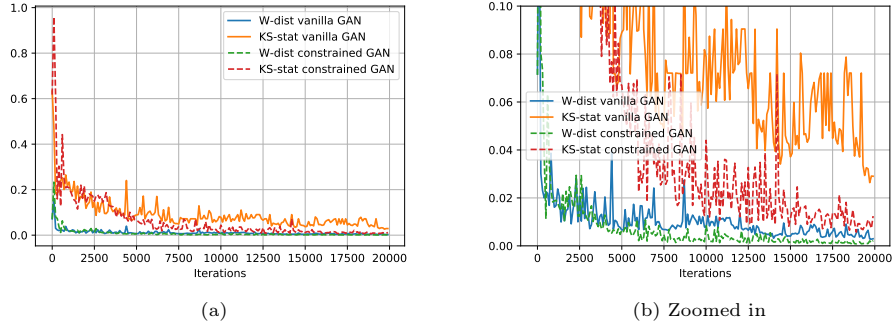 1.0
0.8
0.6
0.4
0.2
0.0
W-dist vanilla GAN
KS-stat vanilla GAN
W-dist constrained GAN
KS-stat constrained GAN
0 2500 5000 7500 10000 12500 15000 17500 20000
Iterations
(a)
0.10
0.08
0.06
0.04
0.02
0.00
W-dist vanilla GAN
KS-stat vanilla GAN
W-dist constrained GAN
KS-stat constrained GAN
0 2500 5000 7500 10000 12500 15000 17500 20000
Iterations
(b) Zoomed in